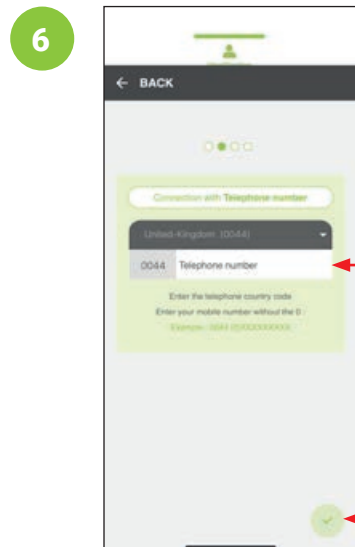 6
← BACK
Connection with Telephone number
United-Kingdom (0044)
0044 Telephone number
Enter the telephone country code
Enter your mobile number without the 0 :